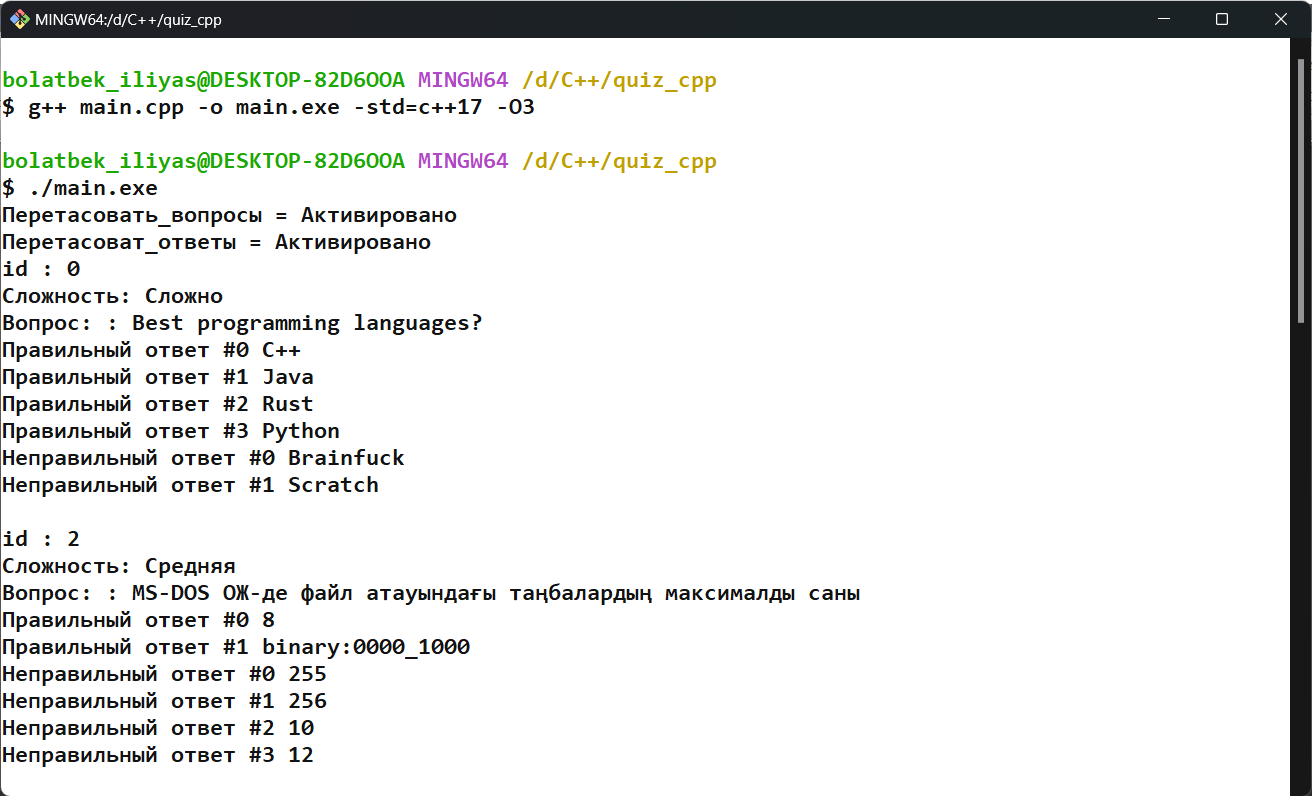 MINGW64:/d/C++/quiz_cpp
bolatbek_iliyas@DESKTOP-82D6OOA MINGW64 /d/C++/quiz_cpp
$ g++ main.cpp -o main.exe -std=c++17 -O3
bolatbek_iliyas@DESKTOP-82D6OOA MINGW64 /d/C++/quiz_cpp
$ ./main.exe
Перетасовать_вопросы = Активировано
Перетасоват_ответы = Активировано
id : 0
Сложность: Сложно
Вопрос: : Best programming languages?
Правильный ответ #0 C++
Правильный ответ #1 Java
Правильный ответ #2 Rust
Правильный ответ #3 Python
Неправильный ответ #0 Brainfuck
Неправильный ответ #1 Scratch
id : 2
Сложность: Средняя
Вопрос: : MS-DOS ОЖ-де файл атауындағы таңбалардың максималды саны
Правильный ответ #0 8
Правильный ответ #1 binary:0000_1000
Неправильный ответ #0 255
Неправильный ответ #1 256
Неправильный ответ #2 10
Неправильный ответ #3 12